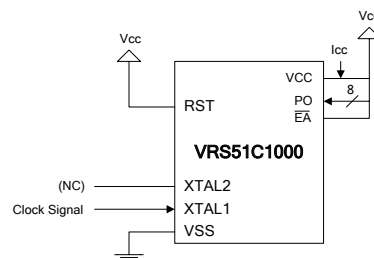 Vcc
Vcc
Icc
VCC
8
RST
PO
EA
VRS51C1000
(NC)
XTAL2
Clock Signal
XTAL1
VSS